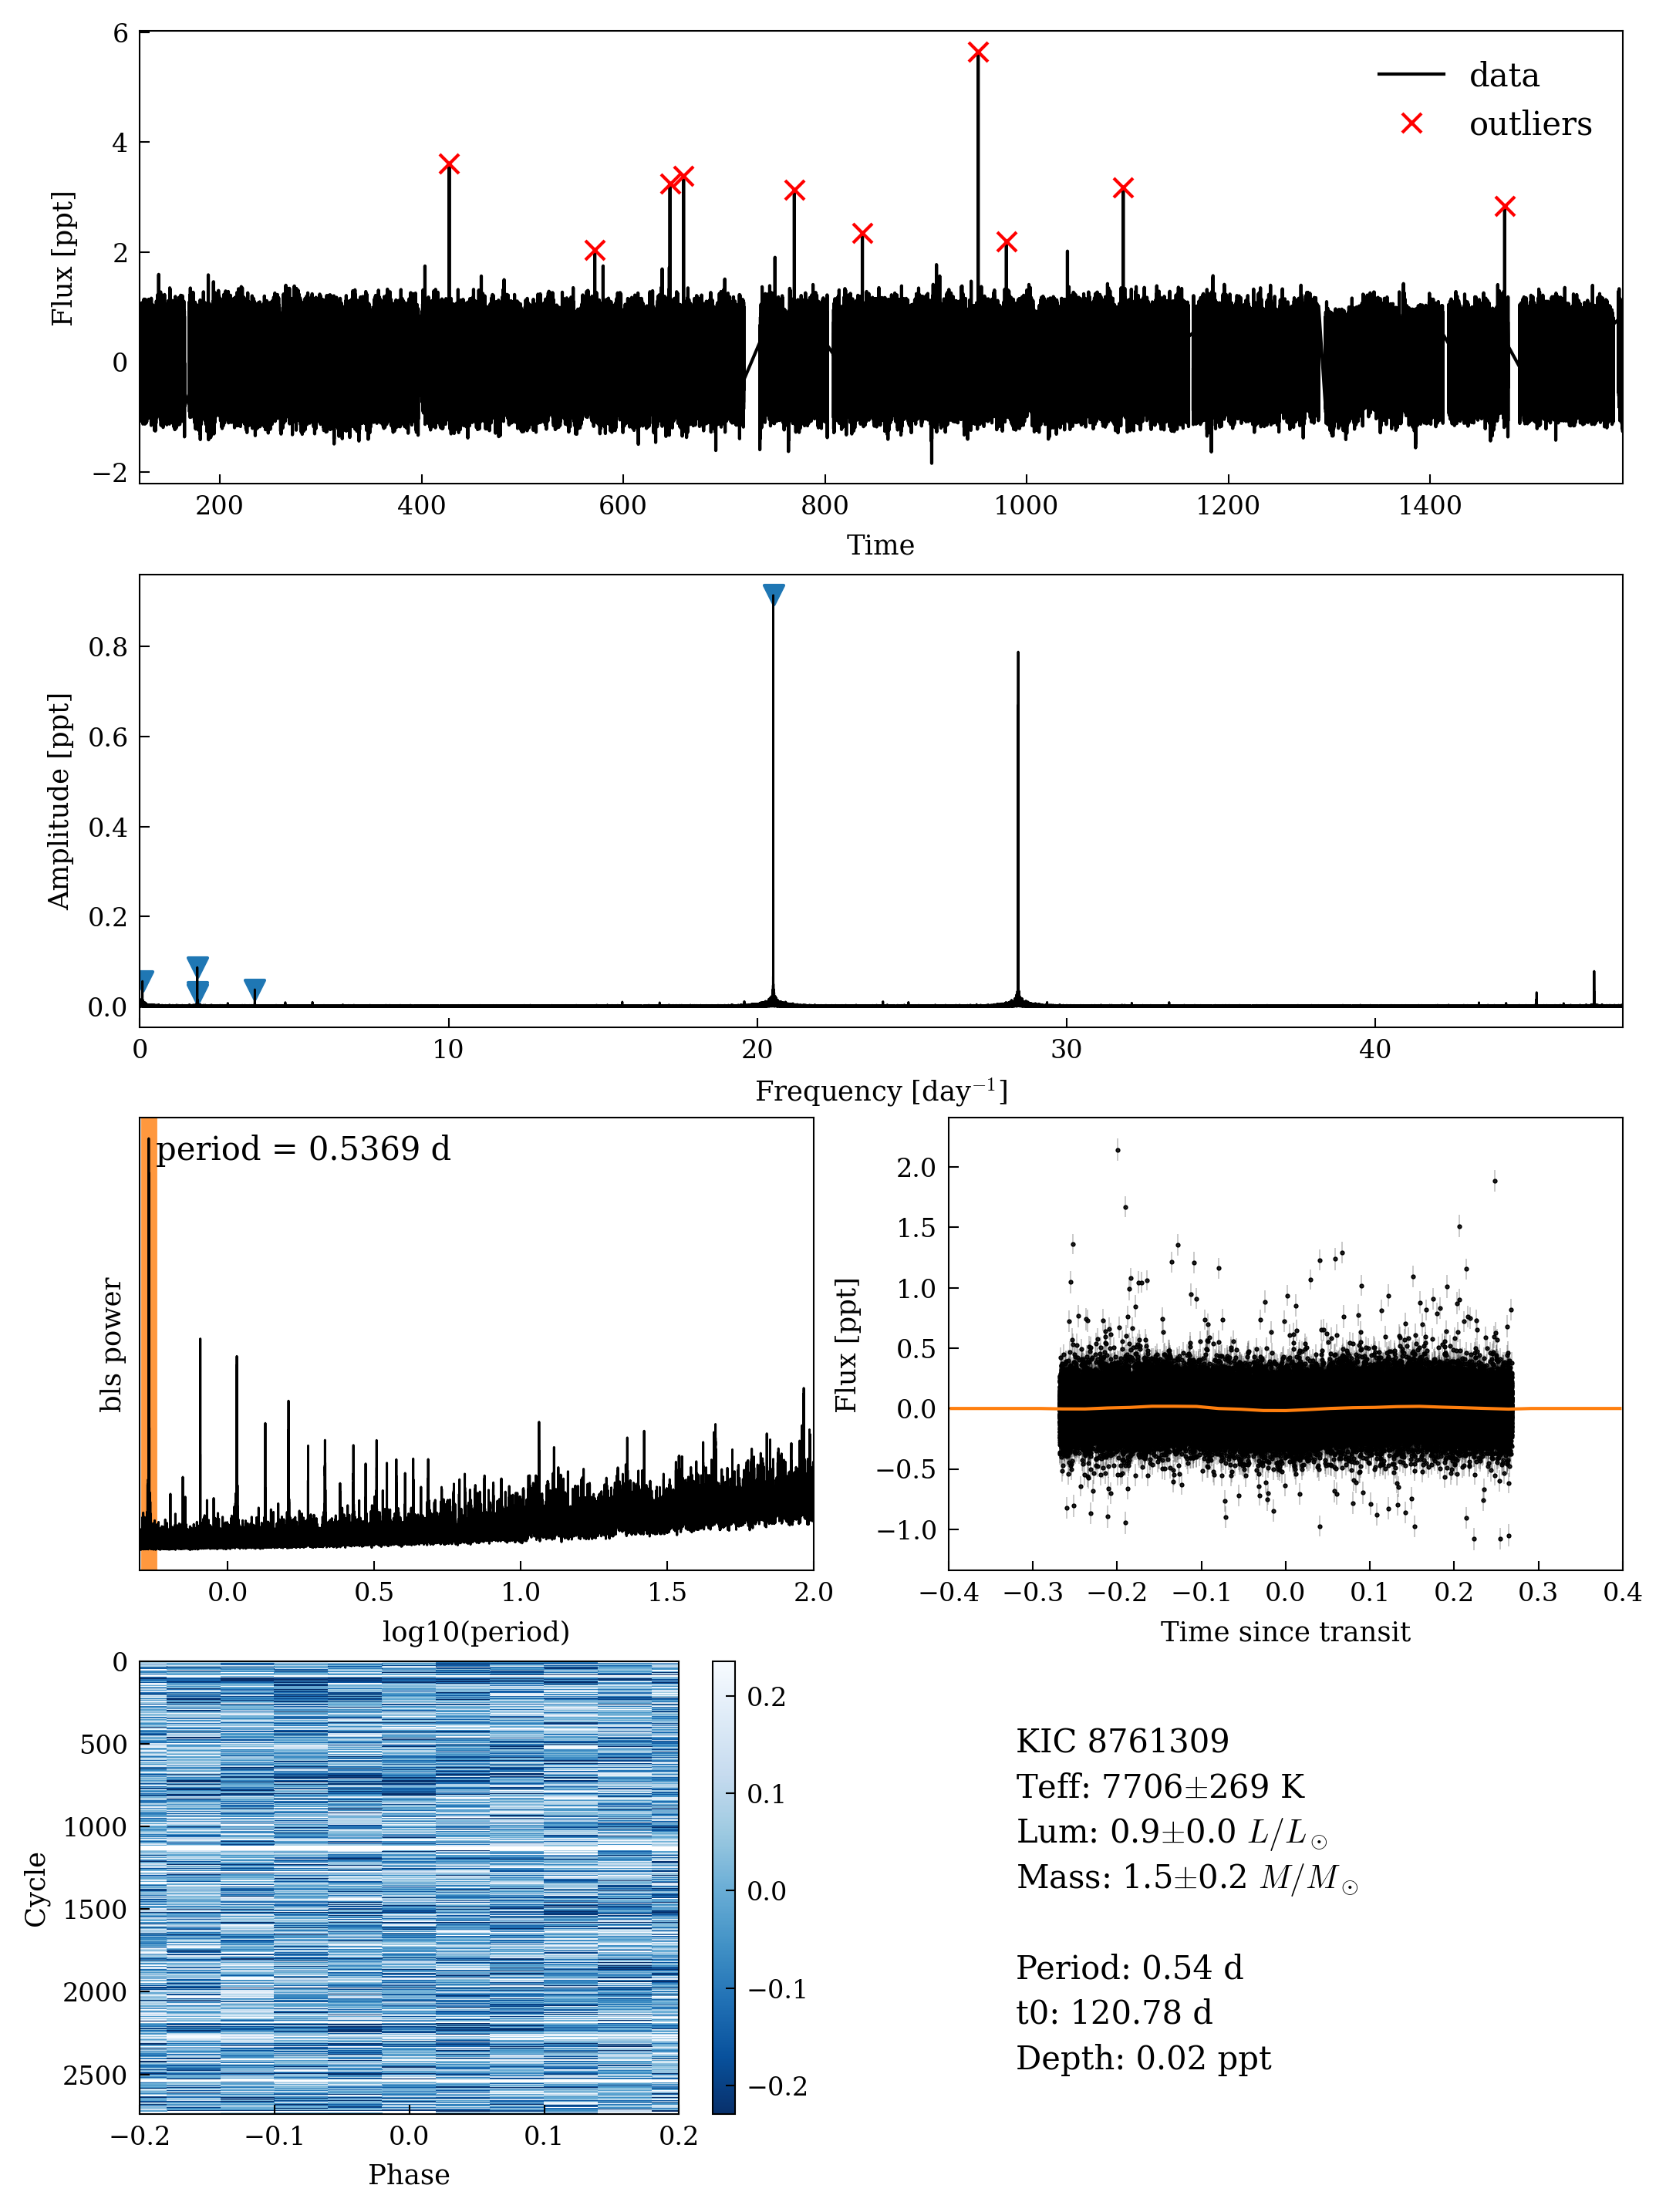 6
4
2
0
−2
Flux [ppt]
data
outliers
200 400 600 800 1000 1200 1400
Time
0.8
0.6
0.4
0.2
0.0
Amplitude [ppt]
0 10 20 30 40
Frequency [day⁻¹]
period = 0.5369 d
bls power
0.0 0.5 1.0 1.5 2.0
log10(period)
2.0
1.5
1.0
0.5
0.0
−0.5
−1.0
Flux [ppt]
−0.4 −0.3 −0.2 −0.1 0.0 0.1 0.2 0.3 0.4
Time since transit
0
500
1000
1500
2000
2500
Cycle
−0.2 −0.1 0.0 0.1 0.2
Phase
0.2
0.1
0.0
−0.1
−0.2
KIC 8761309
Teff: 7706±269 K
Lum: 0.9±0.0 L/L☉
Mass: 1.5±0.2 M/M☉
Period: 0.54 d
t0: 120.78 d
Depth: 0.02 ppt